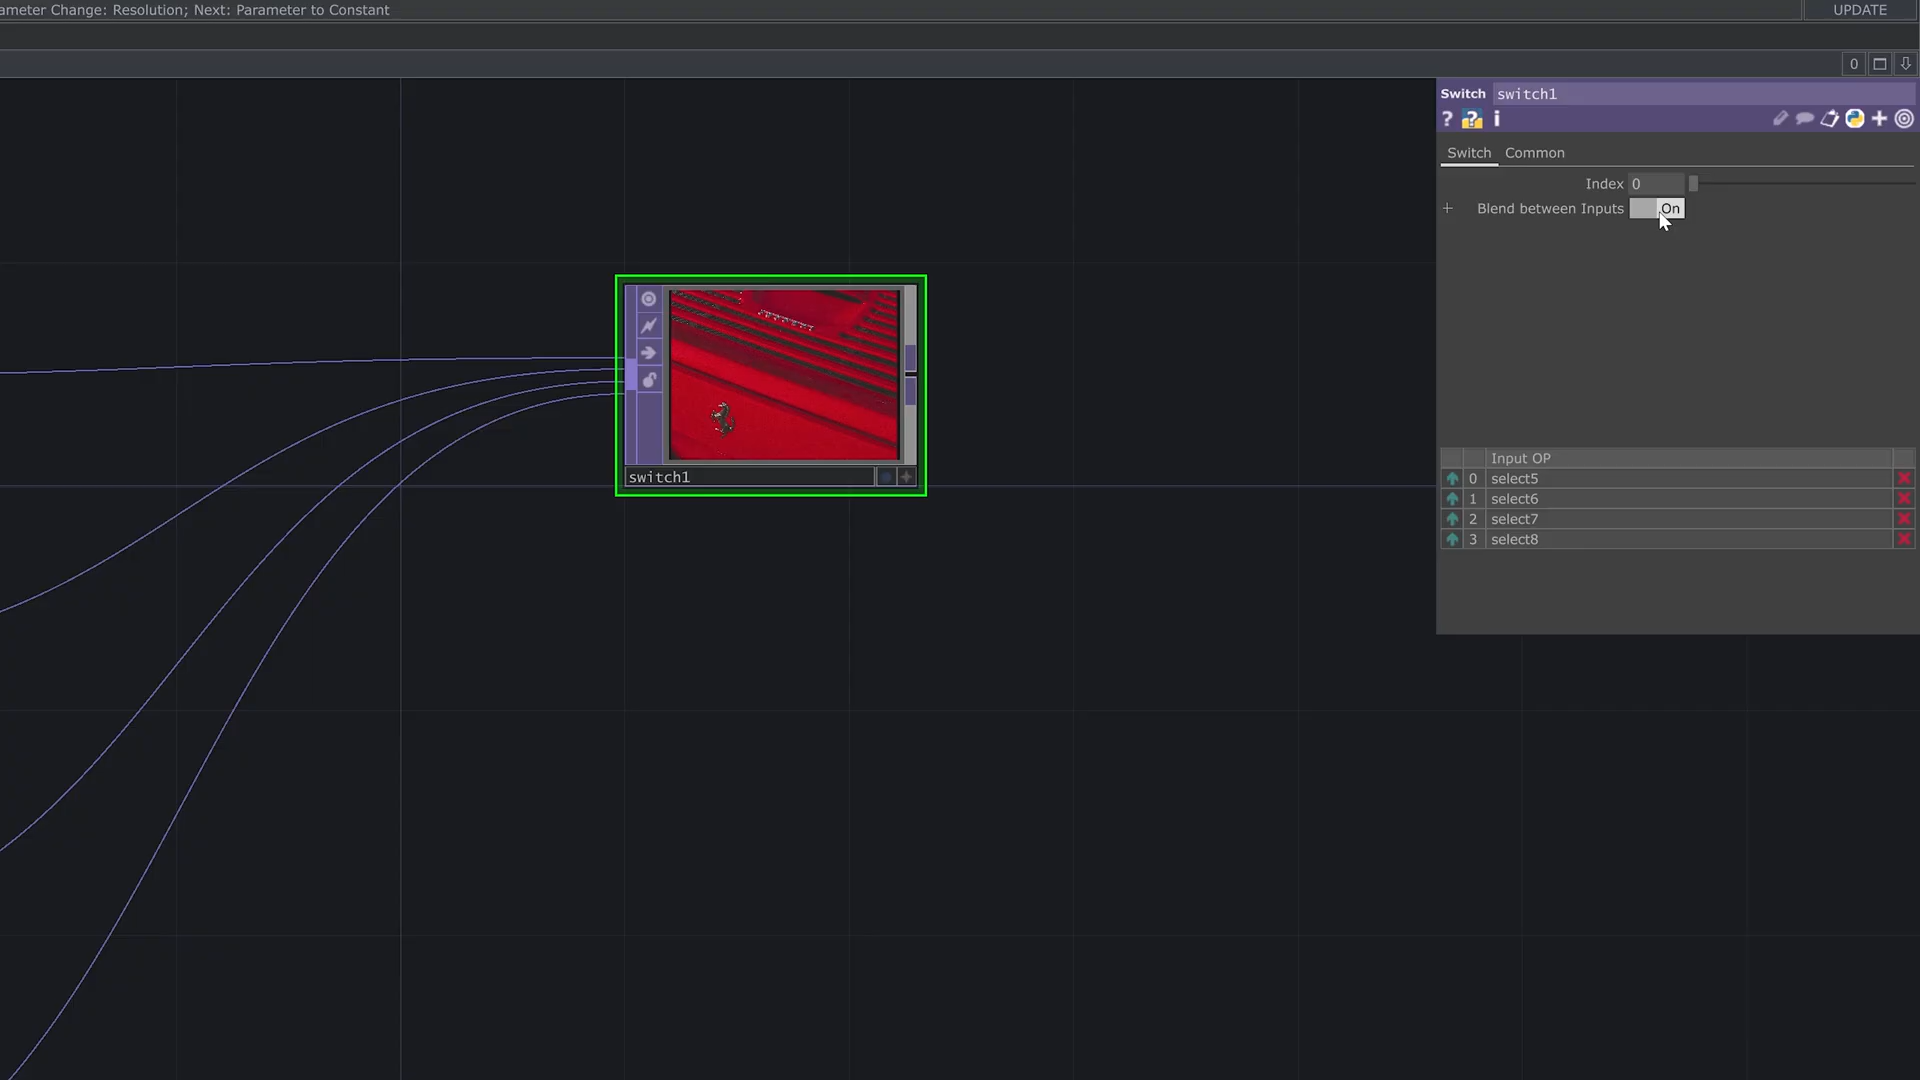 ameter Change: Resolution; Next: Parameter to Constant
UPDATE
0
Switch switch1
? ? i
Switch Common
Index 0
+ Blend between Inputs On
switch1
Input OP
0 select5
1 select6
2 select7
3 select8